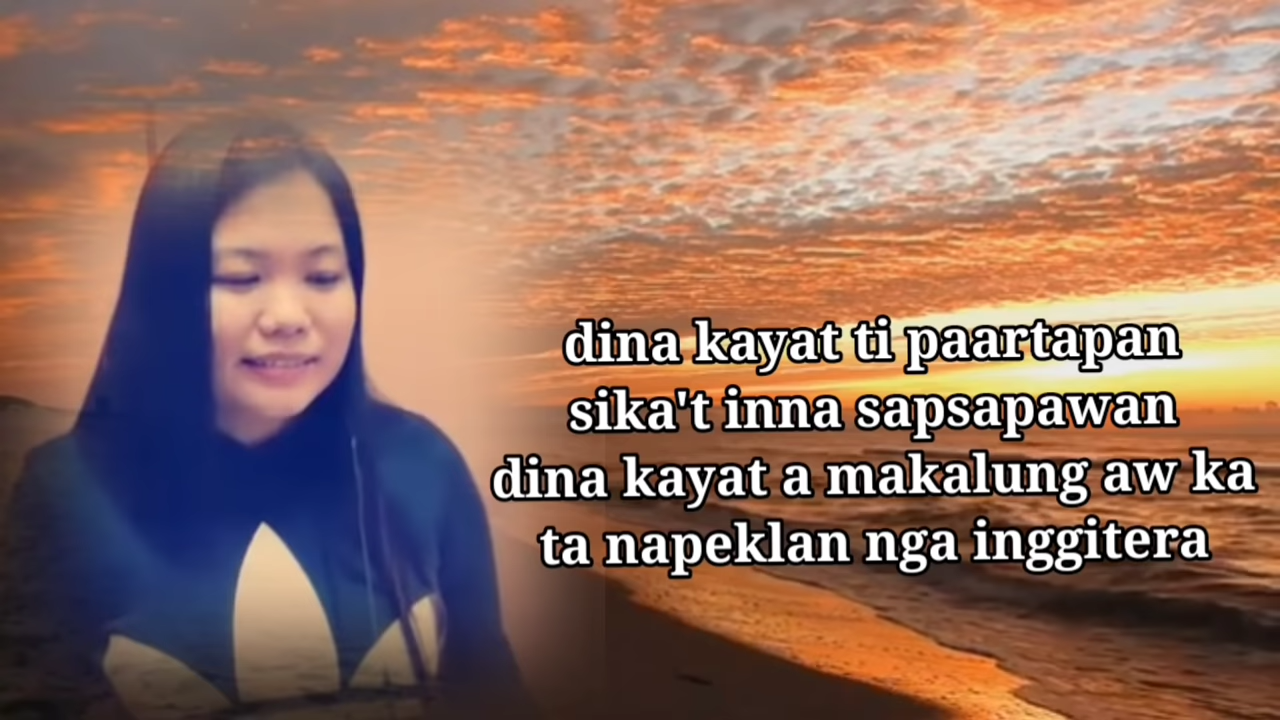 dina kayat ti paartapan
sika't inna sapsapawan
dina kayat a makalung aw ka
ta napeklan nga inggitera